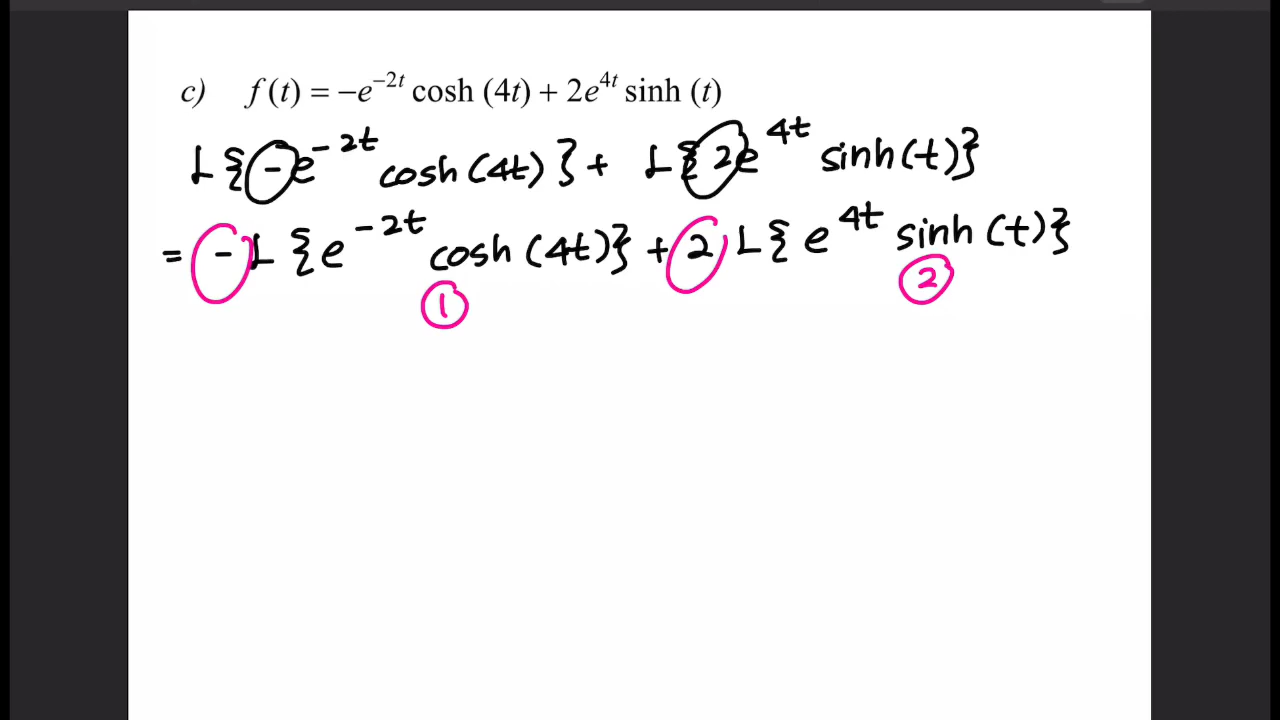 c) f(t) = −e^{−2t} cosh (4t) + 2e^{4t} sinh (t)
L{−e^{−2t} cosh(4t)} + L{2e^{4t} sinh(t)}
= −L{e^{−2t} cosh(4t)} + 2 L{e^{4t} sinh(t)}
① ②